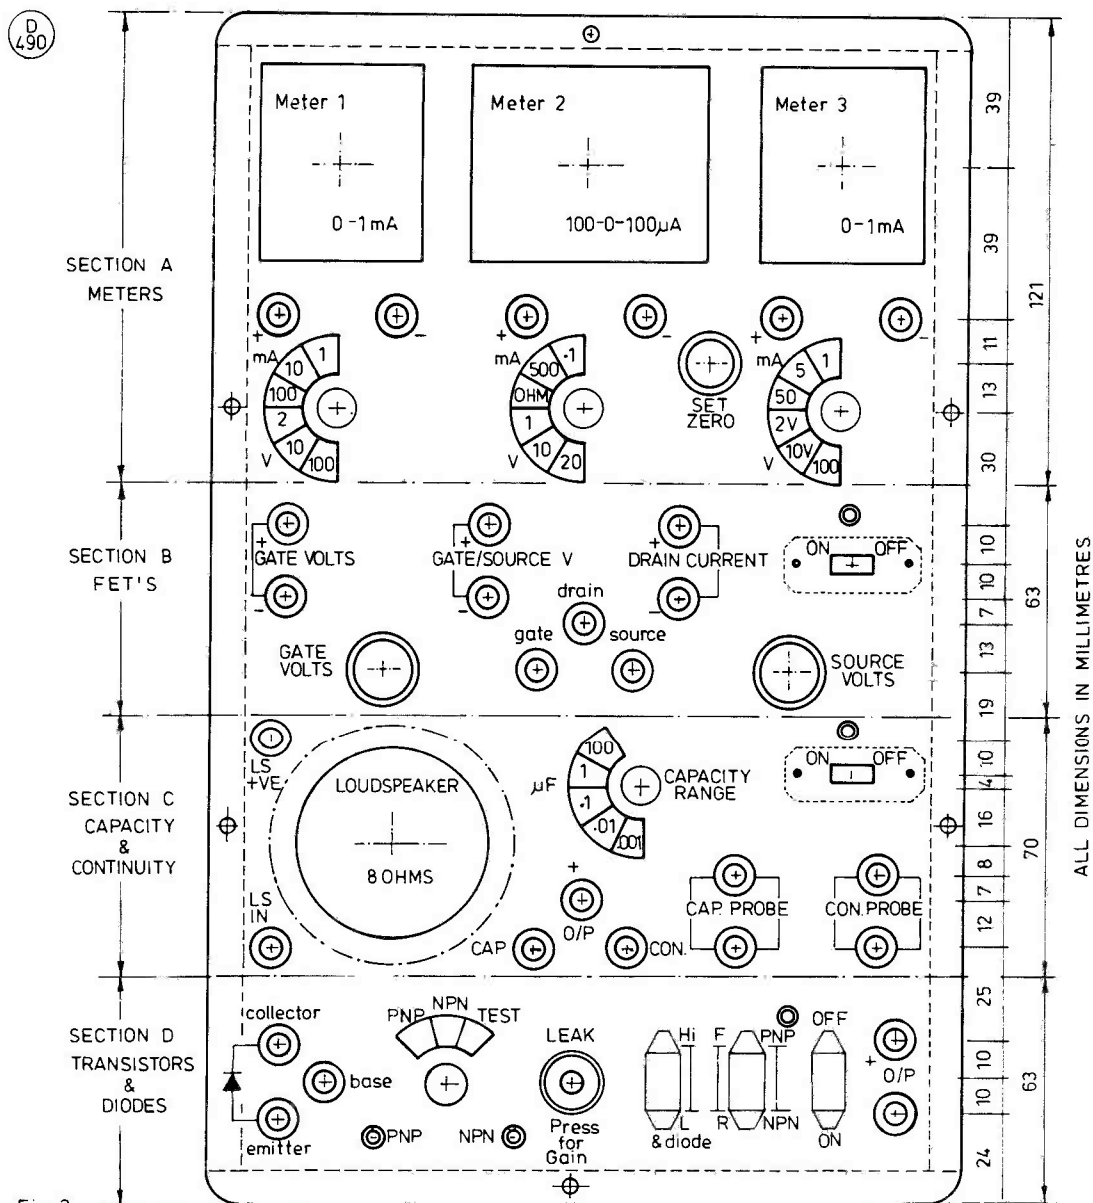 D
490
Meter 1
Meter 2
Meter 3
0-1mA
100-0-100µA
0-1mA
SECTION A
METERS
+ - + - + -
mA 1 10 100 2 10 100 V
mA .1 500 OHM 1 10 20 V
SET
ZERO
mA 1 5 50 2V 10V 100 V
39
39
11
13
30
121
SECTION B
FET'S
+ GATE VOLTS -
+ GATE/SOURCE V -
+ DRAIN CURRENT -
ON OFF
drain
gate source
GATE
VOLTS
SOURCE
VOLTS
10
10
7
13
19
63
ALL DIMENSIONS IN MILLIMETRES
SECTION C
CAPACITY
&
CONTINUITY
LS
+VE
LOUDSPEAKER
8 OHMS
LS
IN
µF 100 1 .1 .01 .001
CAPACITY
RANGE
ON OFF
+
O/P
CAP CON.
CAP. PROBE
CON. PROBE
10
4
16
8
7
12
70
SECTION D
TRANSISTORS
&
DIODES
collector
base
emitter
PNP NPN TEST
PNP NPN
LEAK
Press
for
Gain
Hi
L
& diode
F PNP
R NPN
OFF
ON
+
O/P
25
10
10
24
63